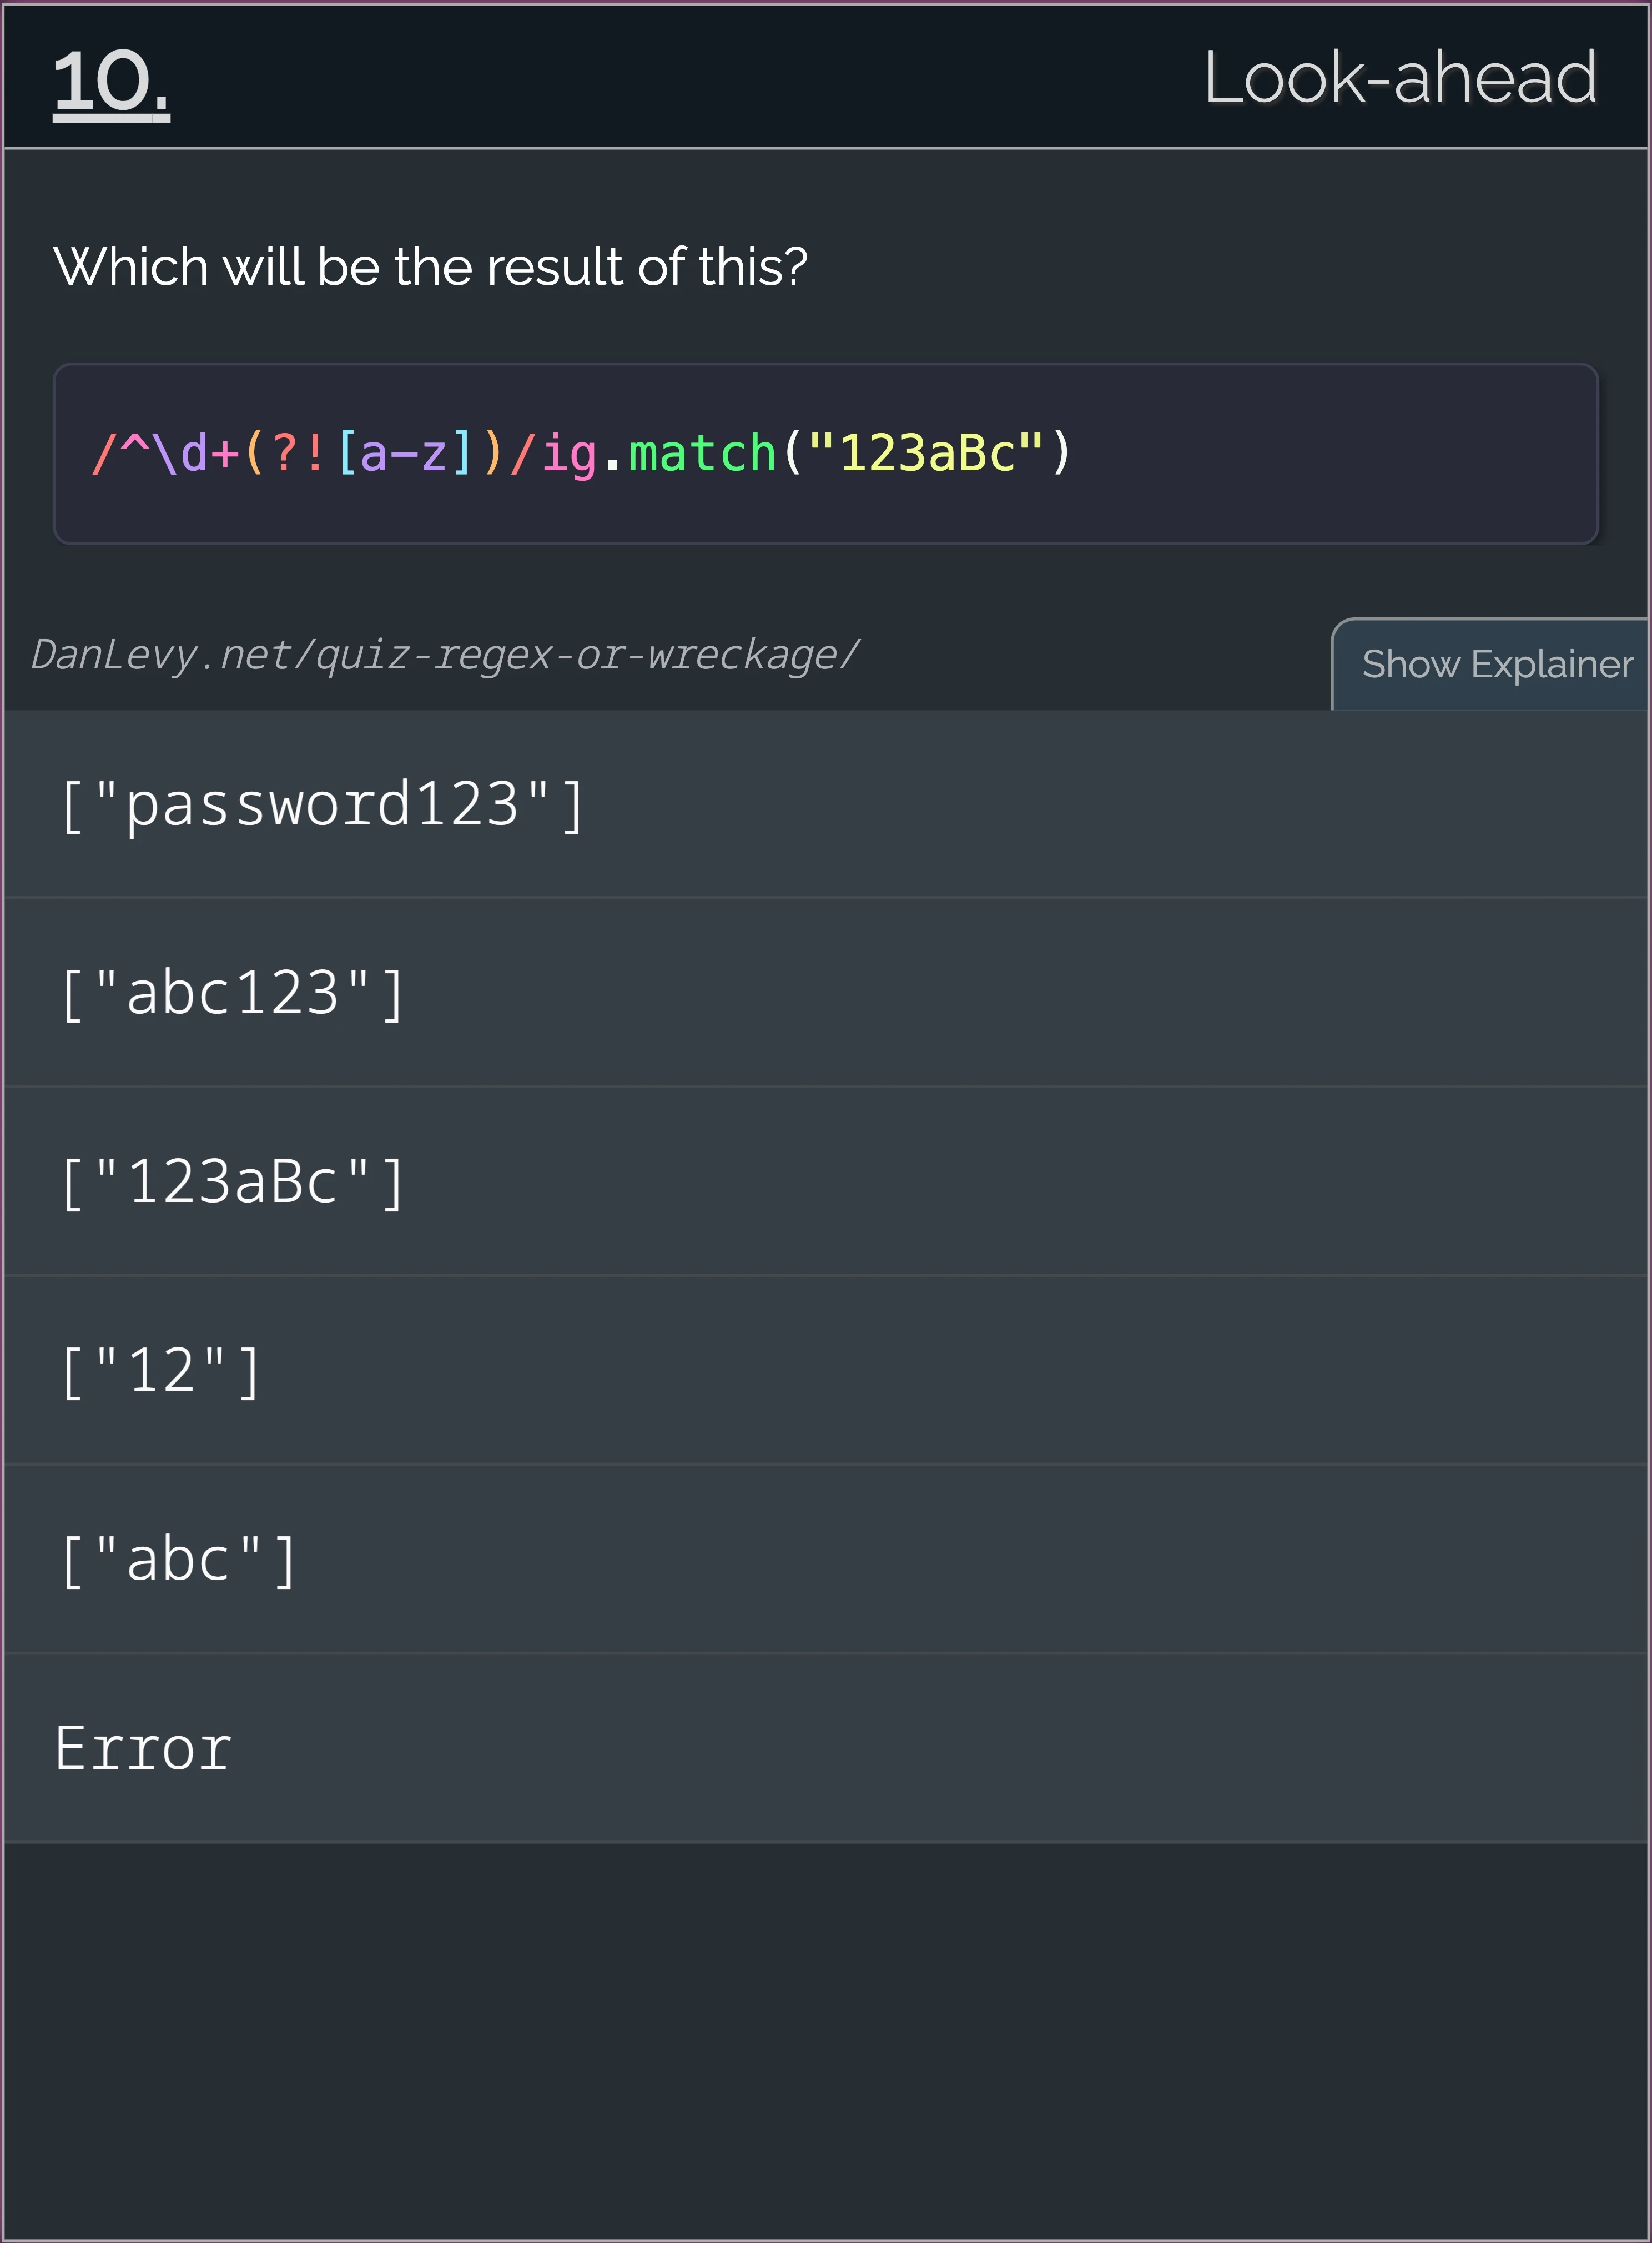 10.
Look-ahead
Which will be the result of this?
/^\d+(?![a-z])/ig.match("123aBc")
DanLevy.net/quiz-regex-or-wreckage/
Show Explainer
["password123"]
["abc123"]
["123aBc"]
["12"]
["abc"]
Error